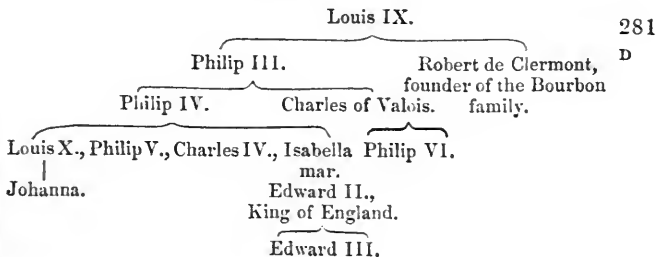 Louis IX.
281
D
Philip III. Robert de Clermont,
founder of the Bourbon
Philip IV. Charles of Valois. family.
Louis X., Philip V., Charles IV., Isabella Philip VI.
mar.
Johanna. Edward II.,
King of England.
Edward III.